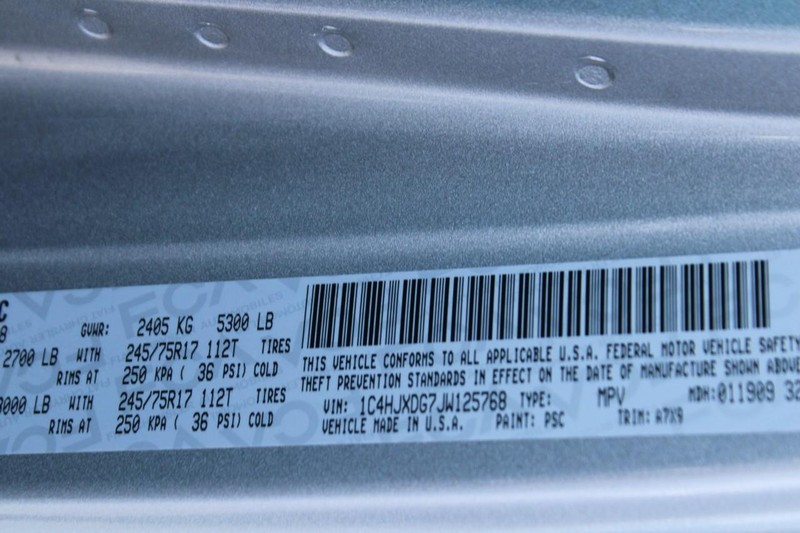 C
8 GVWR: 2405 KG 5300 LB
2700 LB WITH 245/75R17 112T TIRES
RIMS AT 250 KPA ( 36 PSI) COLD
3000 LB WITH 245/75R17 112T TIRES
RIMS AT 250 KPA ( 36 PSI) COLD
THIS VEHICLE CONFORMS TO ALL APPLICABLE U.S.A. FEDERAL MOTOR VEHICLE SAFETY
THEFT PREVENTION STANDARDS IN EFFECT ON THE DATE OF MANUFACTURE SHOWN ABOVE
VIN: 1C4HJXDG7JW125768 TYPE: MPV MDH: 011909 32
VEHICLE MADE IN U.S.A. PAINT: PSC TRIM: A7X9